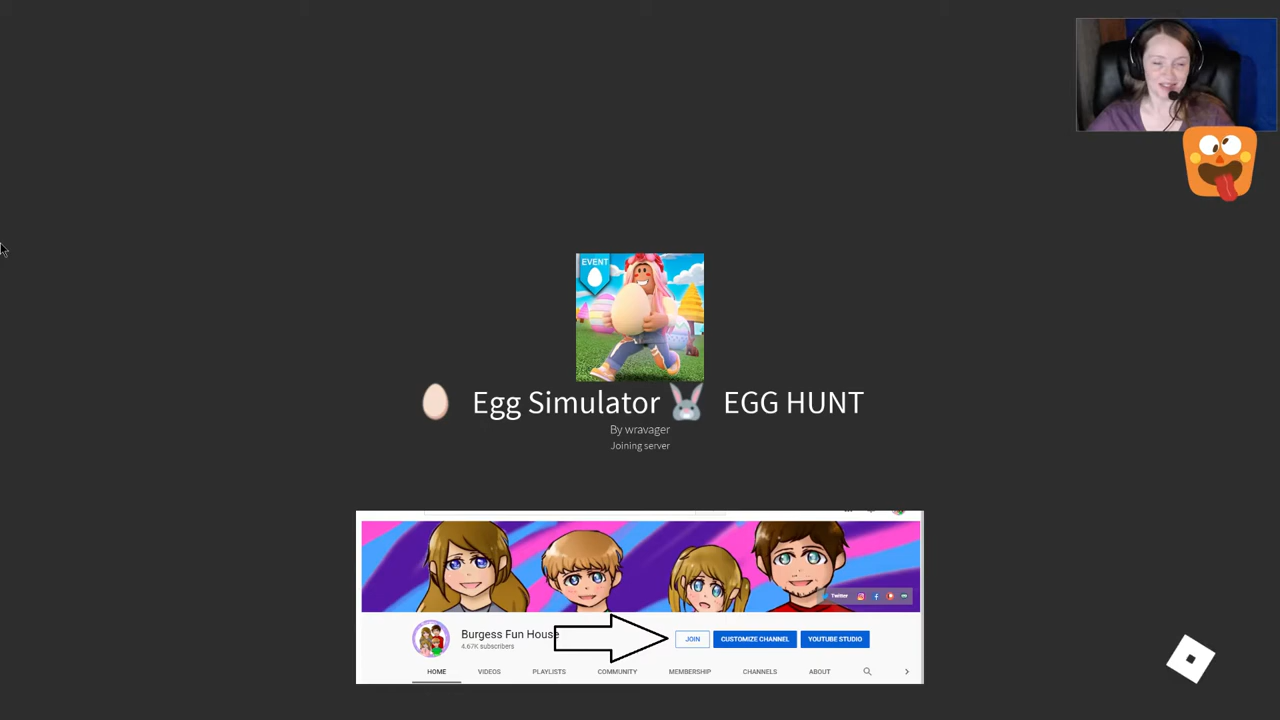 EVENT
Egg Simulator EGG HUNT
By wravager
Joining server
Twitter
Burgess Fun House
4.67K subscribers
JOIN
CUSTOMIZE CHANNEL
YOUTUBE STUDIO
HOME VIDEOS PLAYLISTS COMMUNITY MEMBERSHIP CHANNELS ABOUT